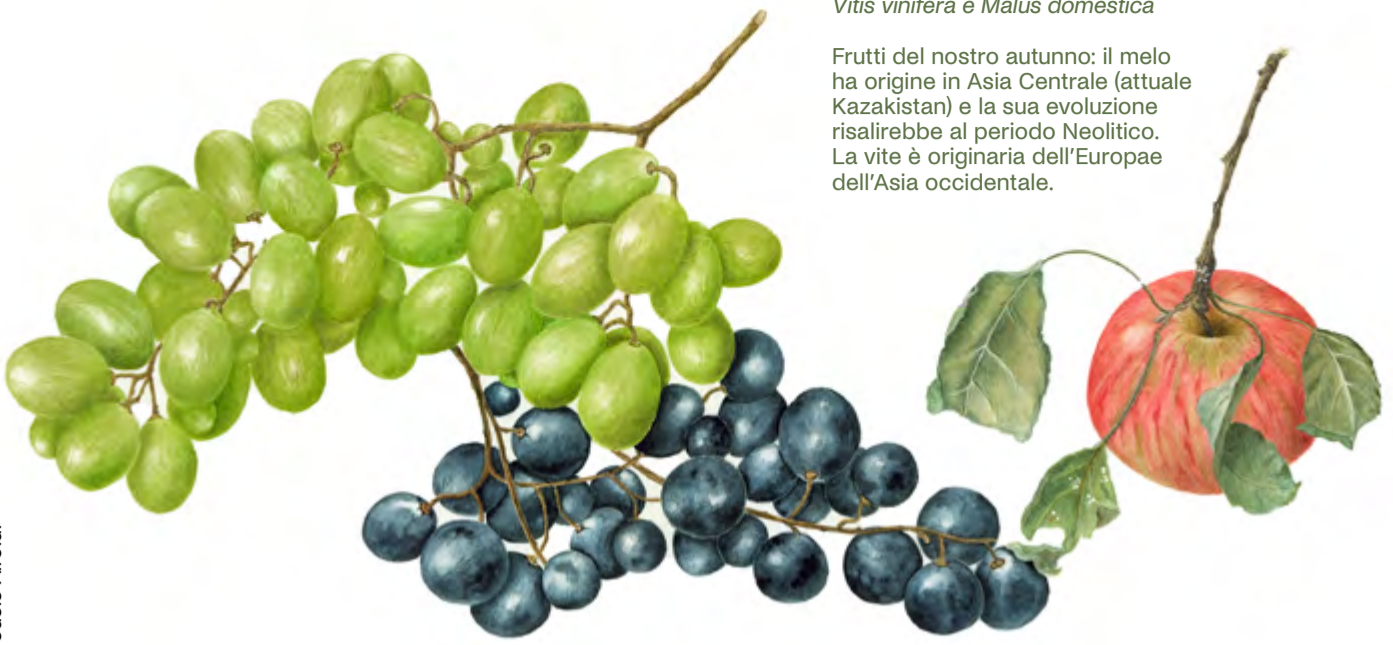 Vitis vinifera e Malus domestica
Frutti del nostro autunno: il melo
ha origine in Asia Centrale (attuale
Kazakistan) e la sua evoluzione
risalirebbe al periodo Neolitico.
La vite è originaria dell'Europae
dell'Asia occidentale.